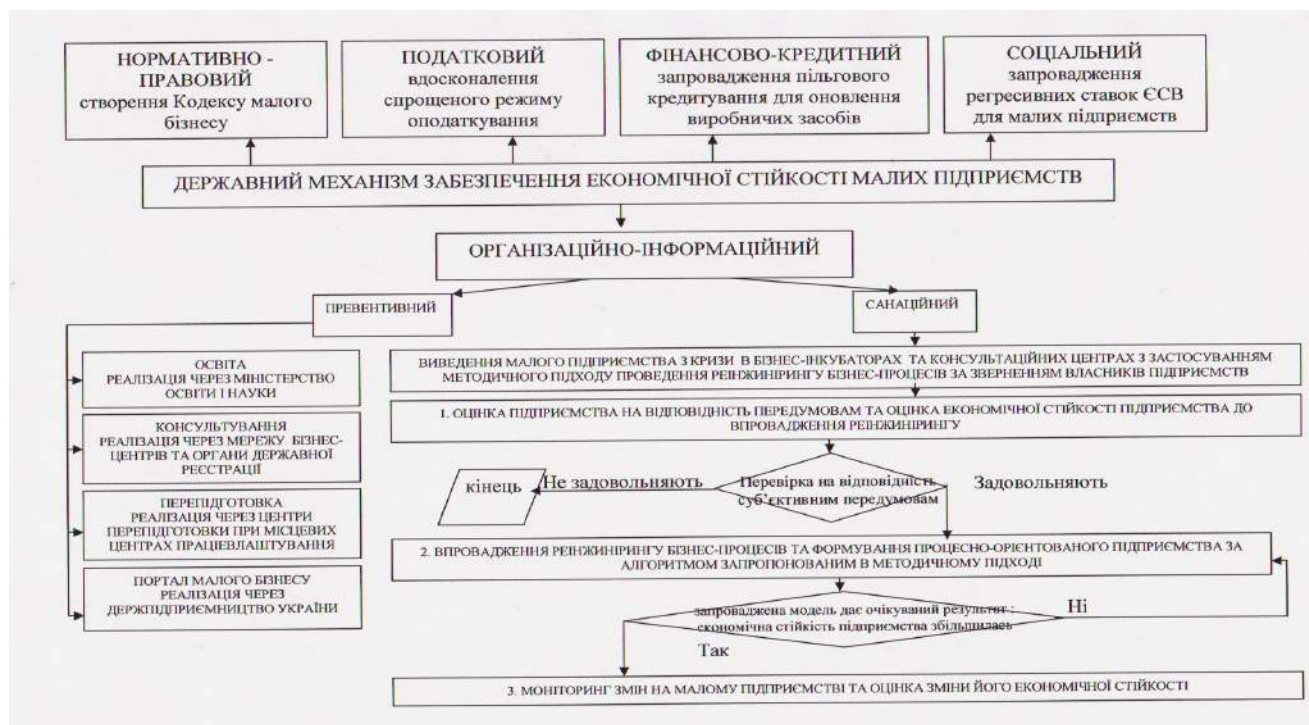 НОРМАТИВНО -
ПРАВОВИЙ
створення Кодексу малого
бізнесу
ПОДАТКОВИЙ
вдосконалення
спрощеного режиму
оподаткування
ФІНАНСОВО-КРЕДИТНИЙ
запровадження пільгового
кредитування для оновлення
виробничих засобів
СОЦІАЛЬНИЙ
запровадження
регресивних ставок ЄСВ
для малих підприємств
ДЕРЖАВНИЙ МЕХАНІЗМ ЗАБЕЗПЕЧЕННЯ ЕКОНОМІЧНОЇ СТІЙКОСТІ МАЛИХ ПІДПРИЄМСТВ
ОРГАНІЗАЦІЙНО-ІНФОРМАЦІЙНИЙ
ПРЕВЕНТИВНИЙ
САНАЦІЙНИЙ
ОСВІТА
РЕАЛІЗАЦІЯ ЧЕРЕЗ МІНІСТЕРСТВО
ОСВІТИ І НАУКИ
КОНСУЛЬТУВАННЯ
РЕАЛІЗАЦІЯ ЧЕРЕЗ МЕРЕЖУ БІЗНЕС-
ЦЕНТРІВ ТА ОРГАНИ ДЕРЖАВНОЇ
РЕЄСТРАЦІЇ
ПЕРЕПІДГОТОВКА
РЕАЛІЗАЦІЯ ЧЕРЕЗ ЦЕНТРИ
ПЕРЕПІДГОТОВКИ ПРИ МІСЦЕВИХ
ЦЕНТРАХ ПРАЦІЕВЛАШТУВАННЯ
ПОРТАЛ МАЛОГО БІЗНЕСУ
РЕАЛІЗАЦІЯ ЧЕРЕЗ
ДЕРЖПІДПРИЄМНИЦТВО УКРАЇНИ
ВИВЕДЕННЯ МАЛОГО ПІДПРИЄМСТВА З КРИЗИ В БІЗНЕС-ІНКУБАТОРАХ ТА КОНСУЛЬТАЦІЙНИХ ЦЕНТРАХ З ЗАСТОСУВАННЯМ
МЕТОДИЧНОГО ПІДХОДУ ПРОВЕДЕННЯ РЕІНЖИНІРИНГУ БІЗНЕС-ПРОЦЕСІВ ЗА ЗВЕРНЕННЯМ ВЛАСНИКІВ ПІДПРИЄМСТВ
1. ОЦІНКА ПІДПРИЄМСТВА НА ВІДПОВІДНІСТЬ ПЕРЕДУМОВАМ ТА ОЦІНКА ЕКОНОМІЧНОЇ СТІЙКОСТІ ПІДПРИЄМСТВА ДО
ВПРОВАДЖЕННЯ РЕІНЖИНІРИНГУ
кінець
Не задовольняють
Перевірка на відповідність
суб'єктивним передумовам
Задовольняють
2. ВПРОВАДЖЕННЯ РЕІНЖИНІРИНГУ БІЗНЕС-ПРОЦЕСІВ ТА ФОРМУВАННЯ ПРОЦЕСНО-ОРІЄНТОВАНОГО ПІДПРИЄМСТВА ЗА
АЛГОРИТМОМ ЗАПРОПОНОВАНИМ В МЕТОДИЧНОМУ ПІДХОДІ
запроваджена модель дає очікуваний результат :
економічна стійкість підприємства збільшилась
Ні
Так
3. МОНІТОРИНГ ЗМІН НА МАЛОМУ ПІДПРИЄМСТВІ ТА ОЦІНКА ЗМІНИ ЙОГО ЕКОНОМІЧНОЇ СТІЙКОСТІ